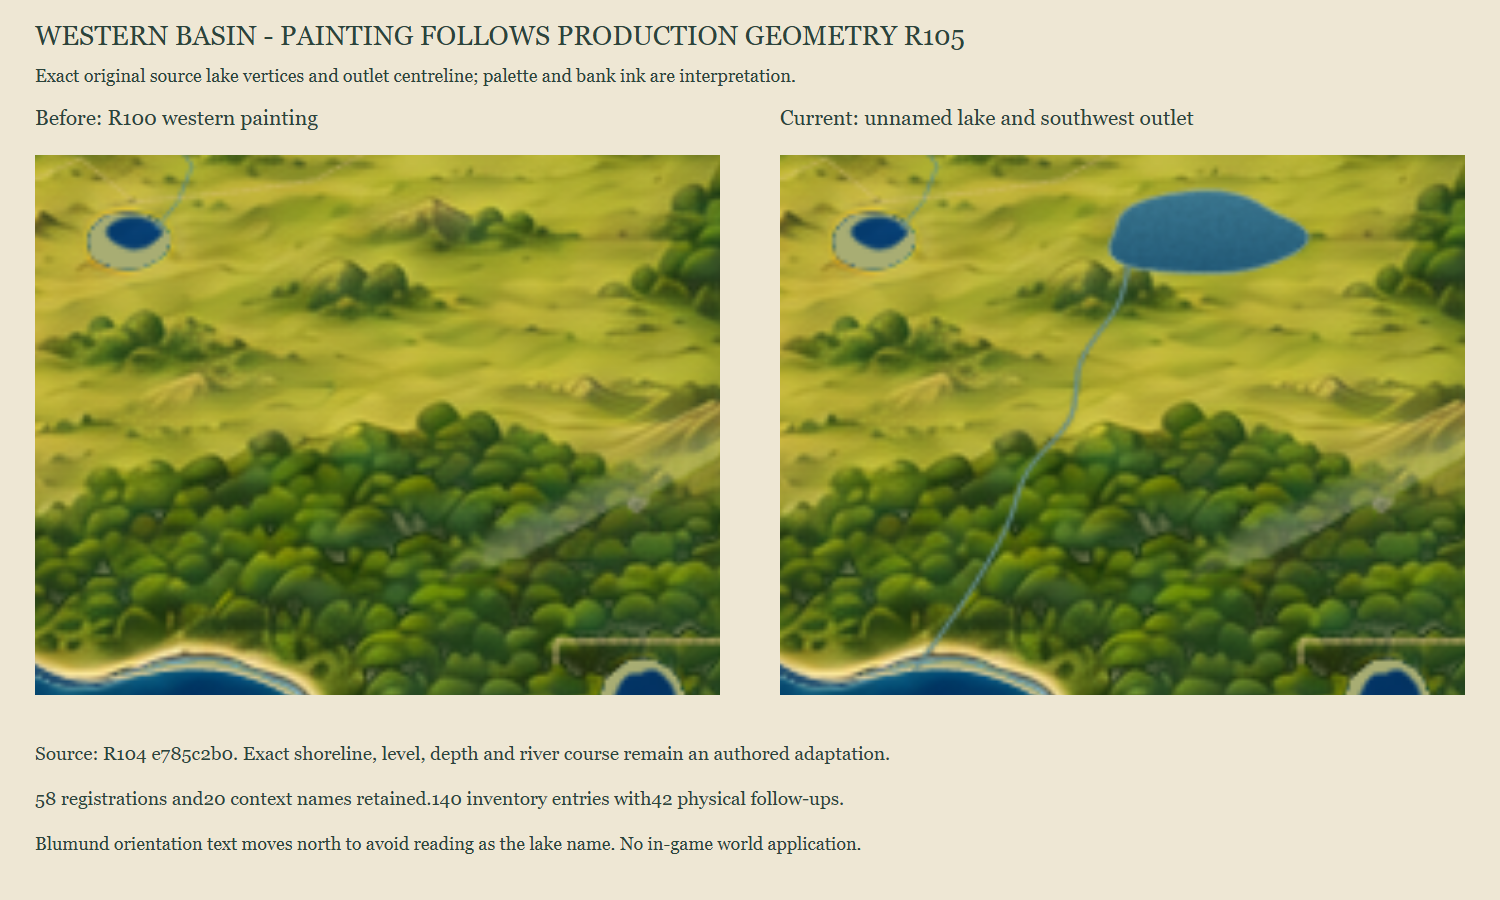 WESTERN BASIN - PAINTING FOLLOWS PRODUCTION GEOMETRY R105
Exact original source lake vertices and outlet centreline; palette and bank ink are interpretation.
Before: R100 western painting
Current: unnamed lake and southwest outlet
Source: R104 e785c2b0. Exact shoreline, level, depth and river course remain an authored adaptation.
58 registrations and20 context names retained.140 inventory entries with42 physical follow-ups.
Blumund orientation text moves north to avoid reading as the lake name. No in-game world application.